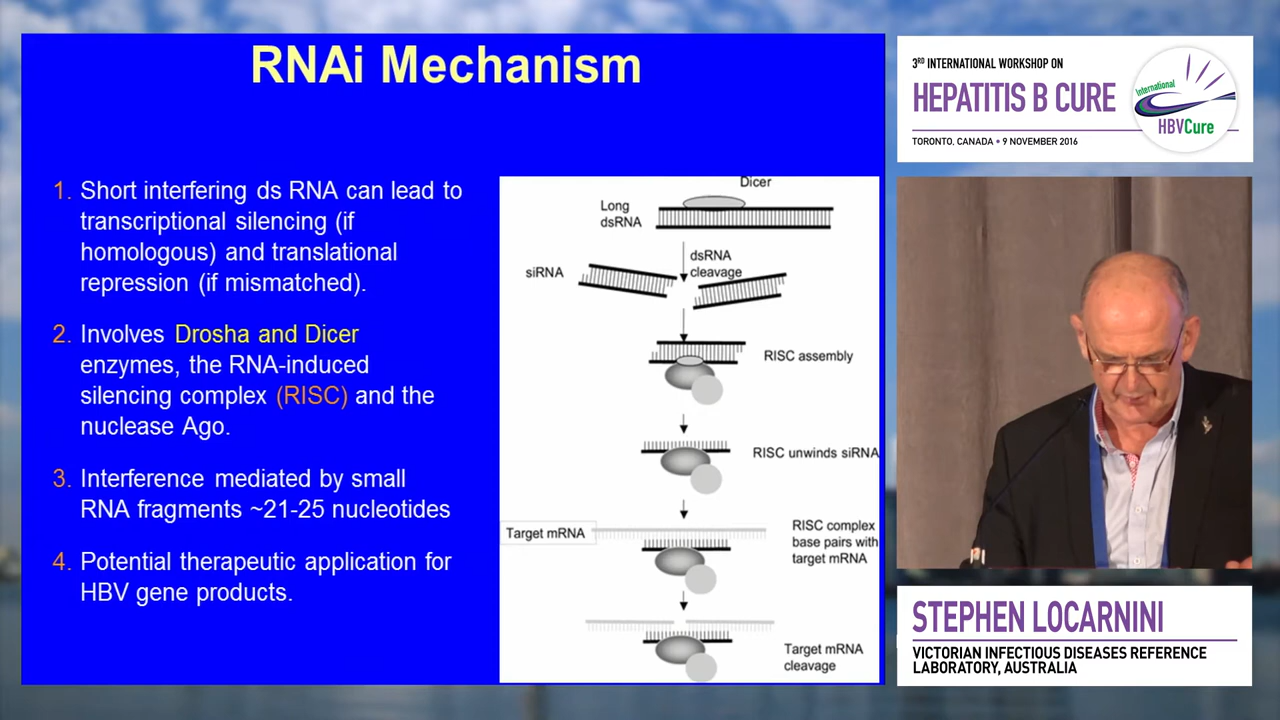 RNAi Mechanism
1. Short interfering ds RNA can lead to
transcriptional silencing (if
homologous) and translational
repression (if mismatched).
2. Involves Drosha and Dicer
enzymes, the RNA-induced
silencing complex (RISC) and the
nuclease Ago.
3. Interference mediated by small
RNA fragments ~21-25 nucleotides
4. Potential therapeutic application for
HBV gene products.
Dicer
Long
dsRNA
dsRNA
cleavage
siRNA
RISC assembly
RISC unwinds siRNA
Target mRNA
RISC complex
base pairs with
target mRNA
Target mRNA
cleavage
3RD INTERNATIONAL WORKSHOP ON
HEPATITIS B CURE
TORONTO, CANADA • 9 NOVEMBER 2016
International
HBVCure
STEPHEN LOCARNINI
VICTORIAN INFECTIOUS DISEASES REFERENCE
LABORATORY, AUSTRALIA